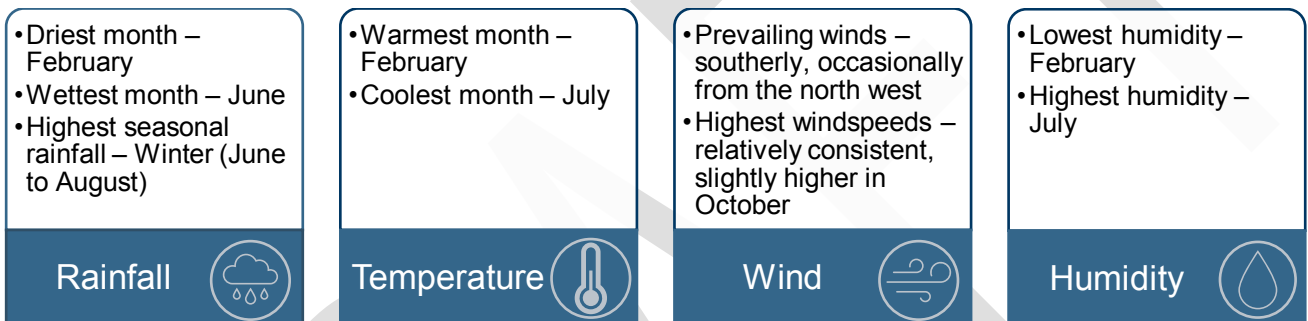 •Driest month –
February
•Wettest month – June
•Highest seasonal
rainfall – Winter (June
to August)
Rainfall
•Warmest month –
February
•Coolest month – July
Temperature
•Prevailing winds –
southerly, occasionally
from the north west
•Highest windspeeds –
relatively consistent,
slightly higher in
October
Wind
•Lowest humidity –
February
•Highest humidity –
July
Humidity